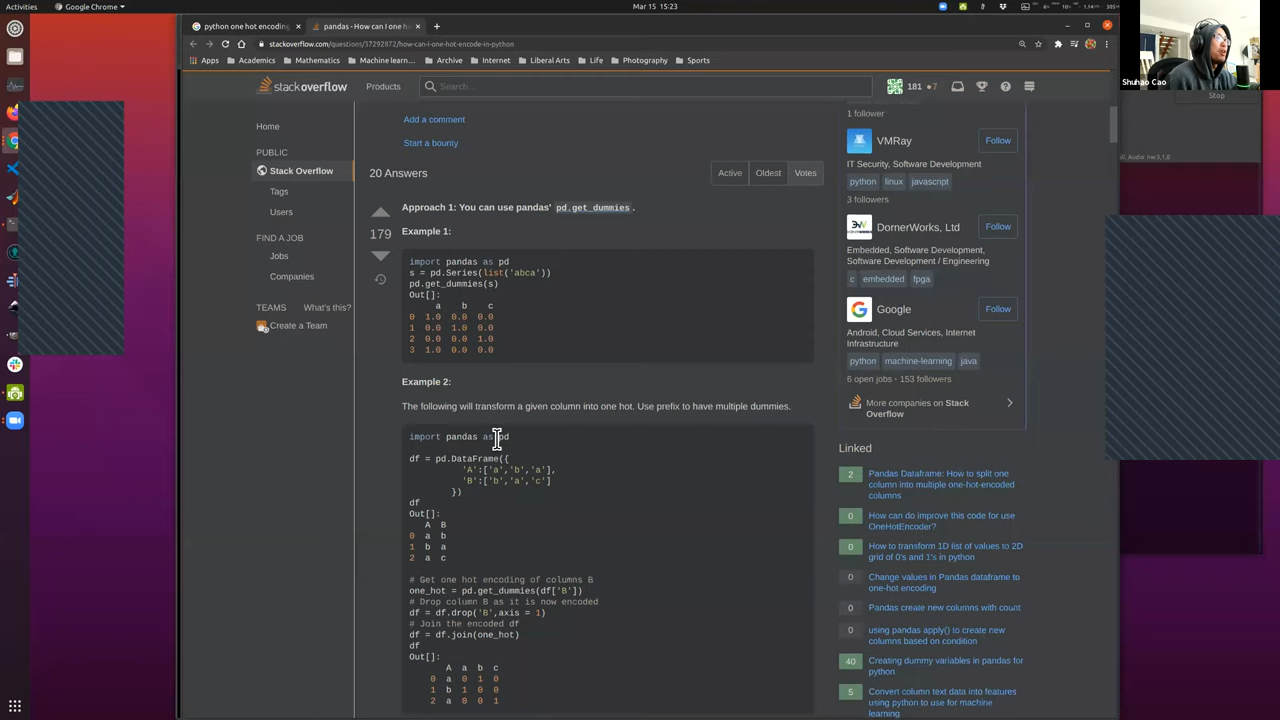 Activities
Google Chrome
Mar 15 15:23
python one hot encoding
pandas - How can I one h
stackoverflow.com/questions/37292872/how-can-i-one-hot-encode-in-python
Apps
Academics
Mathematics
Machine learn...
Archive
Internet
Liberal Arts
Life
Photography
Sports
Shuhao Cao
Stop
stackoverflow
Products
Search...
181
7
Home
PUBLIC
Stack Overflow
Tags
Users
FIND A JOB
Jobs
Companies
TEAMS
What's this?
Create a Team
Add a comment
Start a bounty
20 Answers
Active
Oldest
Votes
179
Approach 1: You can use pandas' pd.get_dummies.
Example 1:
import pandas as pd
s = pd.Series(list('abca'))
pd.get_dummies(s)
Out[]:
a b c
0 1.0 0.0 0.0
1 0.0 1.0 0.0
2 0.0 0.0 1.0
3 1.0 0.0 0.0
Example 2:
The following will transform a given column into one hot. Use prefix to have multiple dummies.
import pandas as pd
df = pd.DataFrame({
'A':['a','b','a'],
'B':['b','a','c']
})
df
Out[]:
A B
0 a b
1 b a
2 a c
# Get one hot encoding of columns B
one_hot = pd.get_dummies(df['B'])
# Drop column B as it is now encoded
df = df.drop('B',axis = 1)
# Join the encoded df
df = df.join(one_hot)
df
Out[]:
A a b c
0 a 0 1 0
1 b 1 0 0
2 a 0 0 1
1 follower
VMRay
Follow
IT Security, Software Development
python
linux
javascript
3 followers
DornerWorks, Ltd
Follow
Embedded, Software Development,
Software Development / Engineering
c
embedded
fpga
Google
Follow
Android, Cloud Services, Internet
Infrastructure
python
machine-learning
java
6 open jobs · 153 followers
More companies on Stack
Overflow
Linked
2
Pandas Dataframe: How to split one
column into multiple one-hot-encoded
columns
0
How can do improve this code for use
OneHotEncoder?
0
How to transform 1D list of values to 2D
grid of 0's and 1's in python
0
Change values in Pandas dataframe to
one-hot encoding
0
Pandas create new columns with count
0
using pandas apply() to create new
columns based on condition
40
Creating dummy variables in pandas for
python
5
Convert column text data into features
using python to use for machine
learning